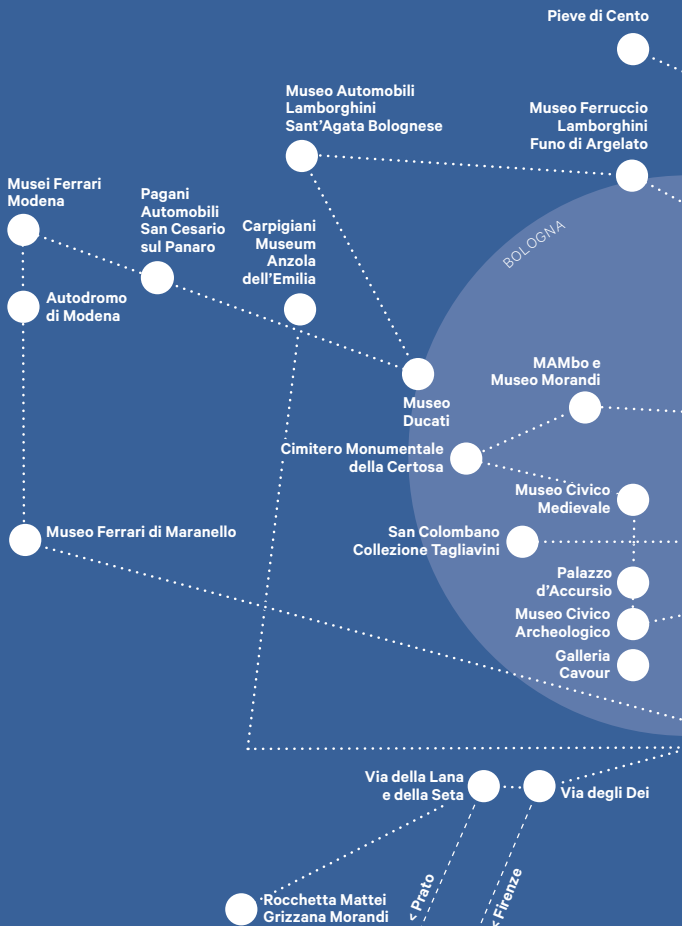 Pieve di Cento
Museo Automobili
Lamborghini
Sant'Agata Bolognese
Museo Ferruccio
Lamborghini
Funo di Argelato
Musei Ferrari
Modena
Pagani
Automobili
San Cesario
sul Panaro
Carpigiani
Museum
Anzola
dell'Emilia
BOLOGNA
Autodromo
di Modena
MAMbo e
Museo Morandi
Museo
Ducati
Cimitero Monumentale
della Certosa
Museo Civico
Medievale
Museo Ferrari di Maranello
San Colombano
Collezione Tagliavini
Palazzo
d'Accursio
Museo Civico
Archeologico
Galleria
Cavour
Via della Lana
e della Seta
Via degli Dei
Rocchetta Mattei
Grizzana Morandi
< Prato
< Firenze